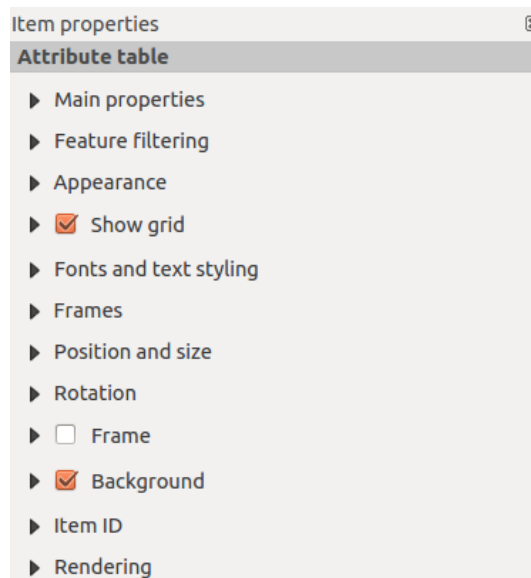 Item properties
Attribute table
Main properties
Feature filtering
Appearance
Show grid
Fonts and text styling
Frames
Position and size
Rotation
Frame
Background
Item ID
Rendering